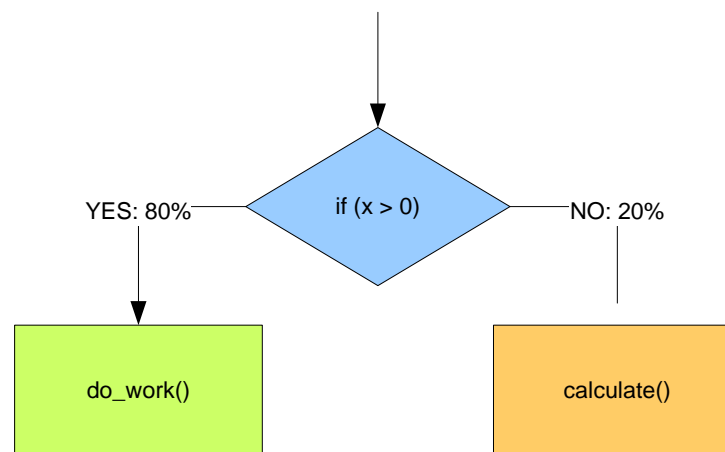 if (x > 0)
YES: 80%
NO: 20%
do_work()
calculate()